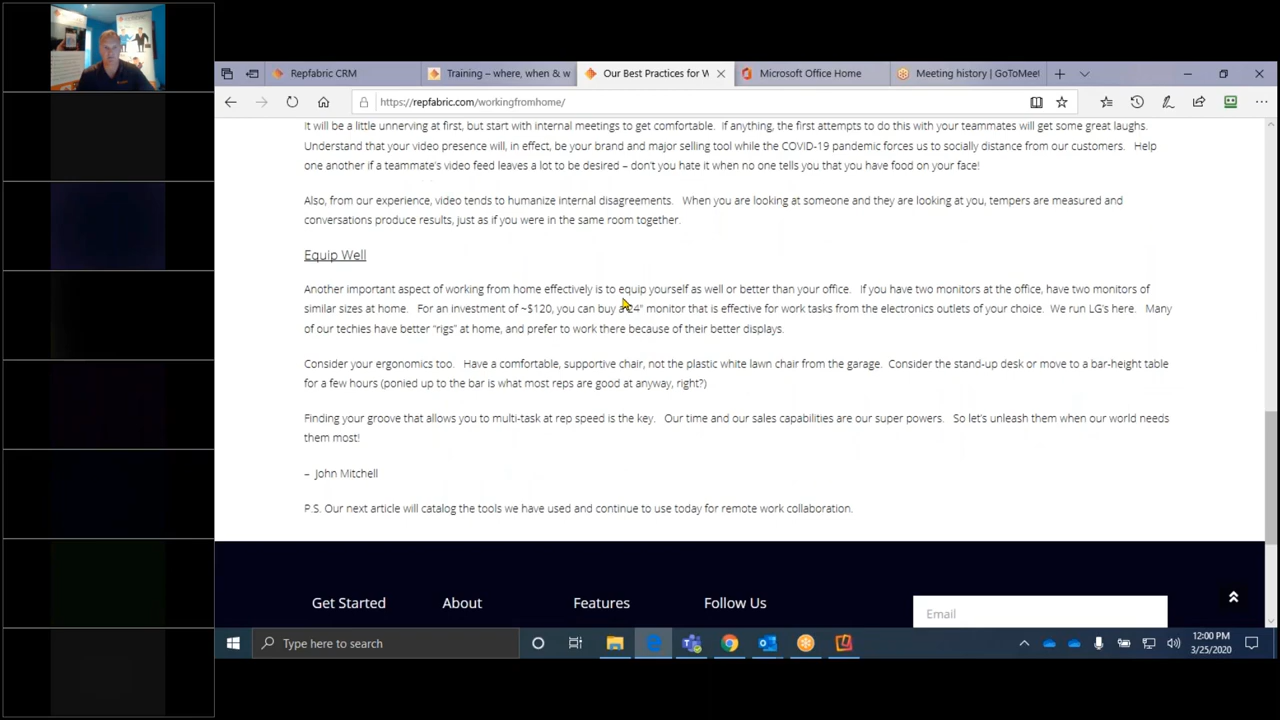 Repfabric CRM
Training – where, when & w
Our Best Practices for W
Microsoft Office Home
Meeting history | GoToMeet
https://repfabric.com/workingfromhome/
It will be a little unnerving at first, but start with internal meetings to get comfortable. If anything, the first attempts to do this with your teammates will get some great laughs.
Understand that your video presence will, in effect, be your brand and major selling tool while the COVID-19 pandemic forces us to socially distance from our customers. Help
one another if a teammate's video feed leaves a lot to be desired – don't you hate it when no one tells you that you have food on your face!
Also, from our experience, video tends to humanize internal disagreements. When you are looking at someone and they are looking at you, tempers are measured and
conversations produce results, just as if you were in the same room together.
Equip Well
Another important aspect of working from home effectively is to equip yourself as well or better than your office. If you have two monitors at the office, have two monitors of
similar sizes at home. For an investment of ~$120, you can buy a 24" monitor that is effective for work tasks from the electronics outlets of your choice. We run LG's here. Many
of our techies have better "rigs" at home, and prefer to work there because of their better displays.
Consider your ergonomics too. Have a comfortable, supportive chair, not the plastic white lawn chair from the garage. Consider the stand-up desk or move to a bar-height table
for a few hours (ponied up to the bar is what most reps are good at anyway, right?)
Finding your groove that allows you to multi-task at rep speed is the key. Our time and our sales capabilities are our super powers. So let's unleash them when our world needs
them most!
– John Mitchell
P.S. Our next article will catalog the tools we have used and continue to use today for remote work collaboration.
Get Started
About
Features
Follow Us
Email
Type here to search
12:00 PM
3/25/2020